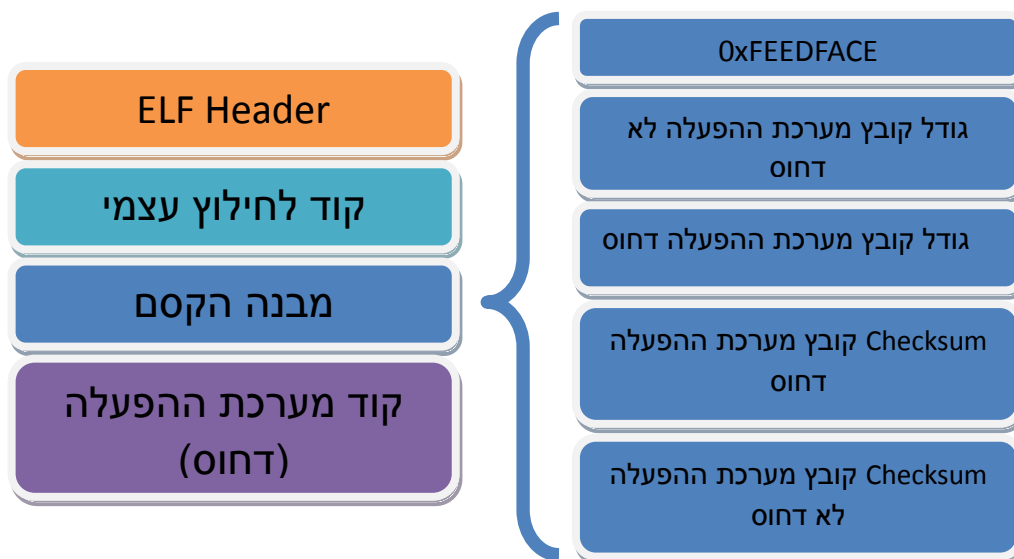 ELF Header
קוד לחילוץ עצמי
מבנה הקסם
קוד מערכת ההפעלה
(דחוס)
0xFEEDFACE
גודל קובץ מערכת ההפעלה לא
דחוס
גודל קובץ מערכת ההפעלה דחוס
Checksum קובץ מערכת ההפעלה
דחוס
Checksum קובץ מערכת ההפעלה
לא דחוס